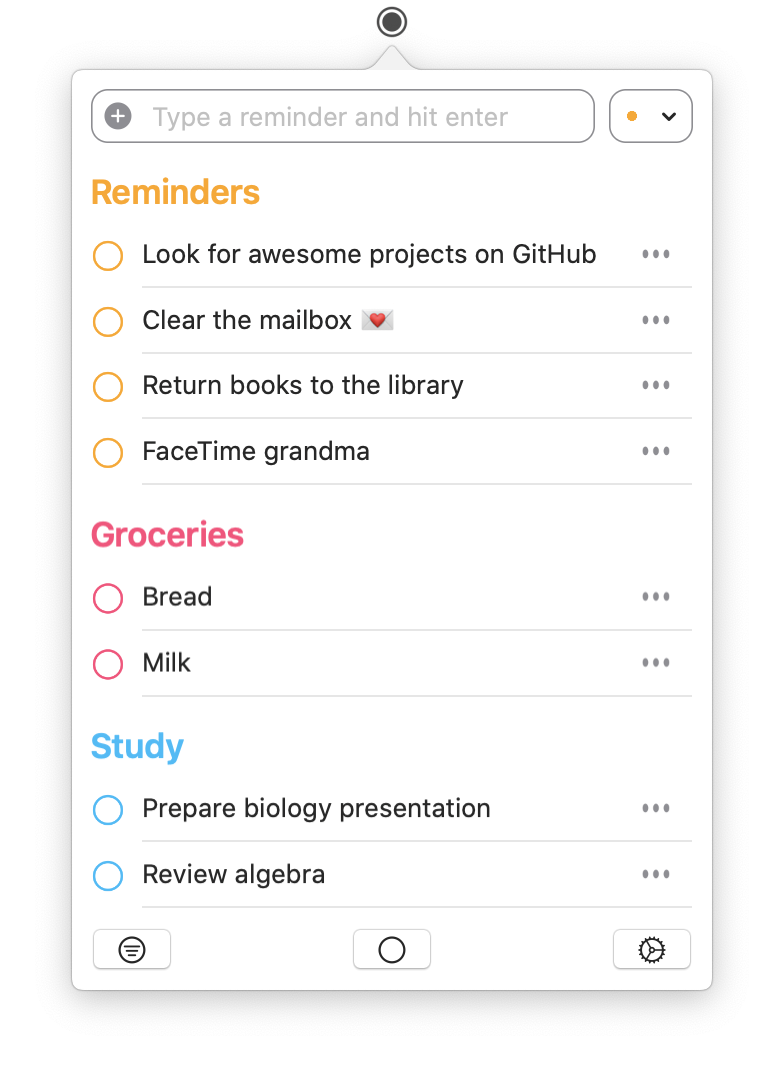 Type a reminder and hit enter
Reminders
Look for awesome projects on GitHub
Clear the mailbox 💌
Return books to the library
FaceTime grandma
Groceries
Bread
Milk
Study
Prepare biology presentation
Review algebra